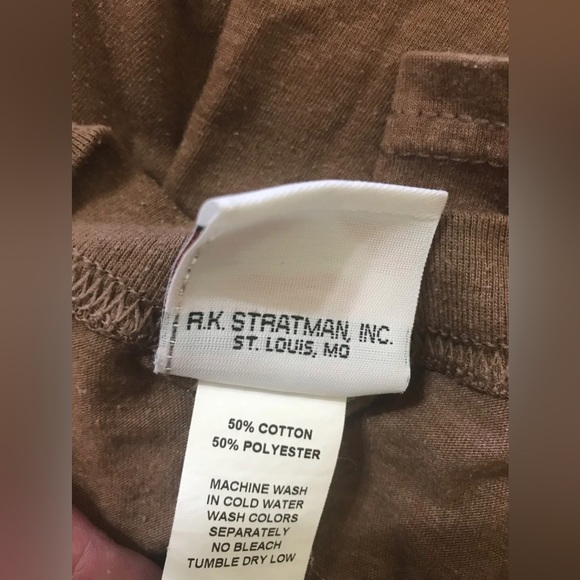 R.K. STRATMAN, INC.
ST. LOUIS, MO
50% COTTON
50% POLYESTER
MACHINE WASH
IN COLD WATER
WASH COLORS
SEPARATELY
NO BLEACH
TUMBLE DRY LOW